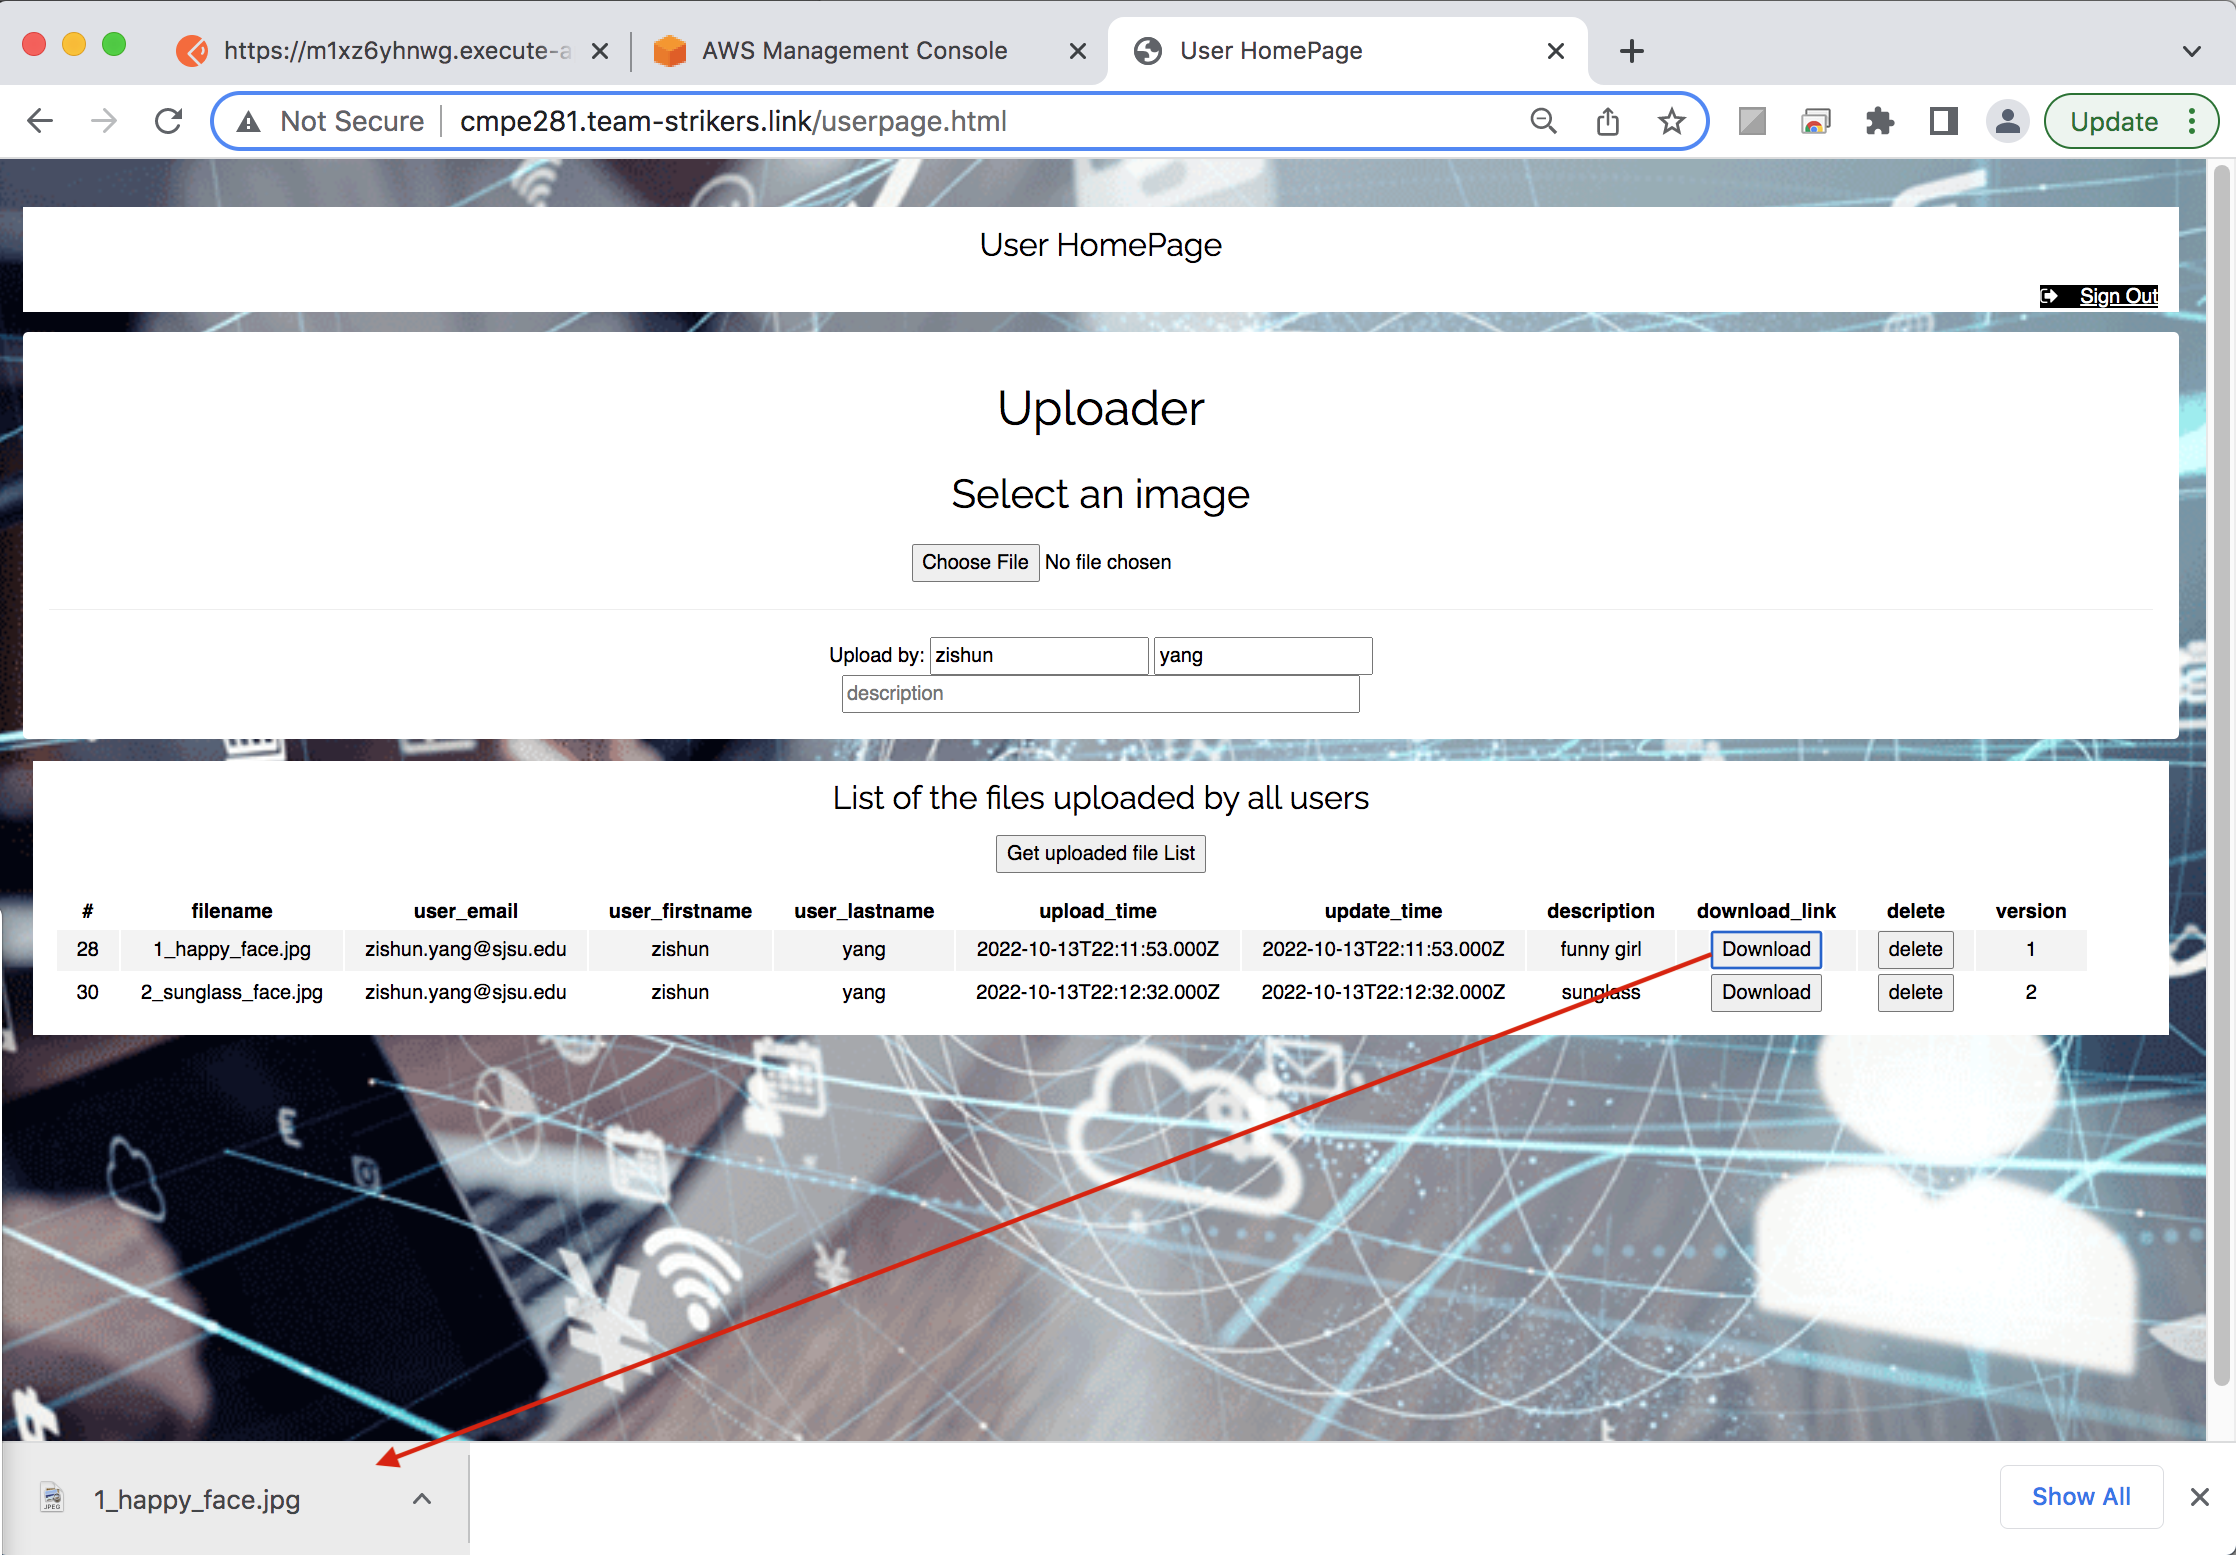 https://m1xz6yhnwg.execute-a
AWS Management Console
User HomePage
Not Secure
cmpe281.team-strikers.link/userpage.html
Update
User HomePage
Sign Out
Uploader
Select an image
Choose File No file chosen
Upload by: zishun yang
description
List of the files uploaded by all users
Get uploaded file List
# filename user_email user_firstname user_lastname upload_time update_time description download_link delete version
28 1_happy_face.jpg zishun.yang@sjsu.edu zishun yang 2022-10-13T22:11:53.000Z 2022-10-13T22:11:53.000Z funny girl Download delete 1
30 2_sunglass_face.jpg zishun.yang@sjsu.edu zishun yang 2022-10-13T22:12:32.000Z 2022-10-13T22:12:32.000Z sunglass Download delete 2
JPEG
1_happy_face.jpg
Show All